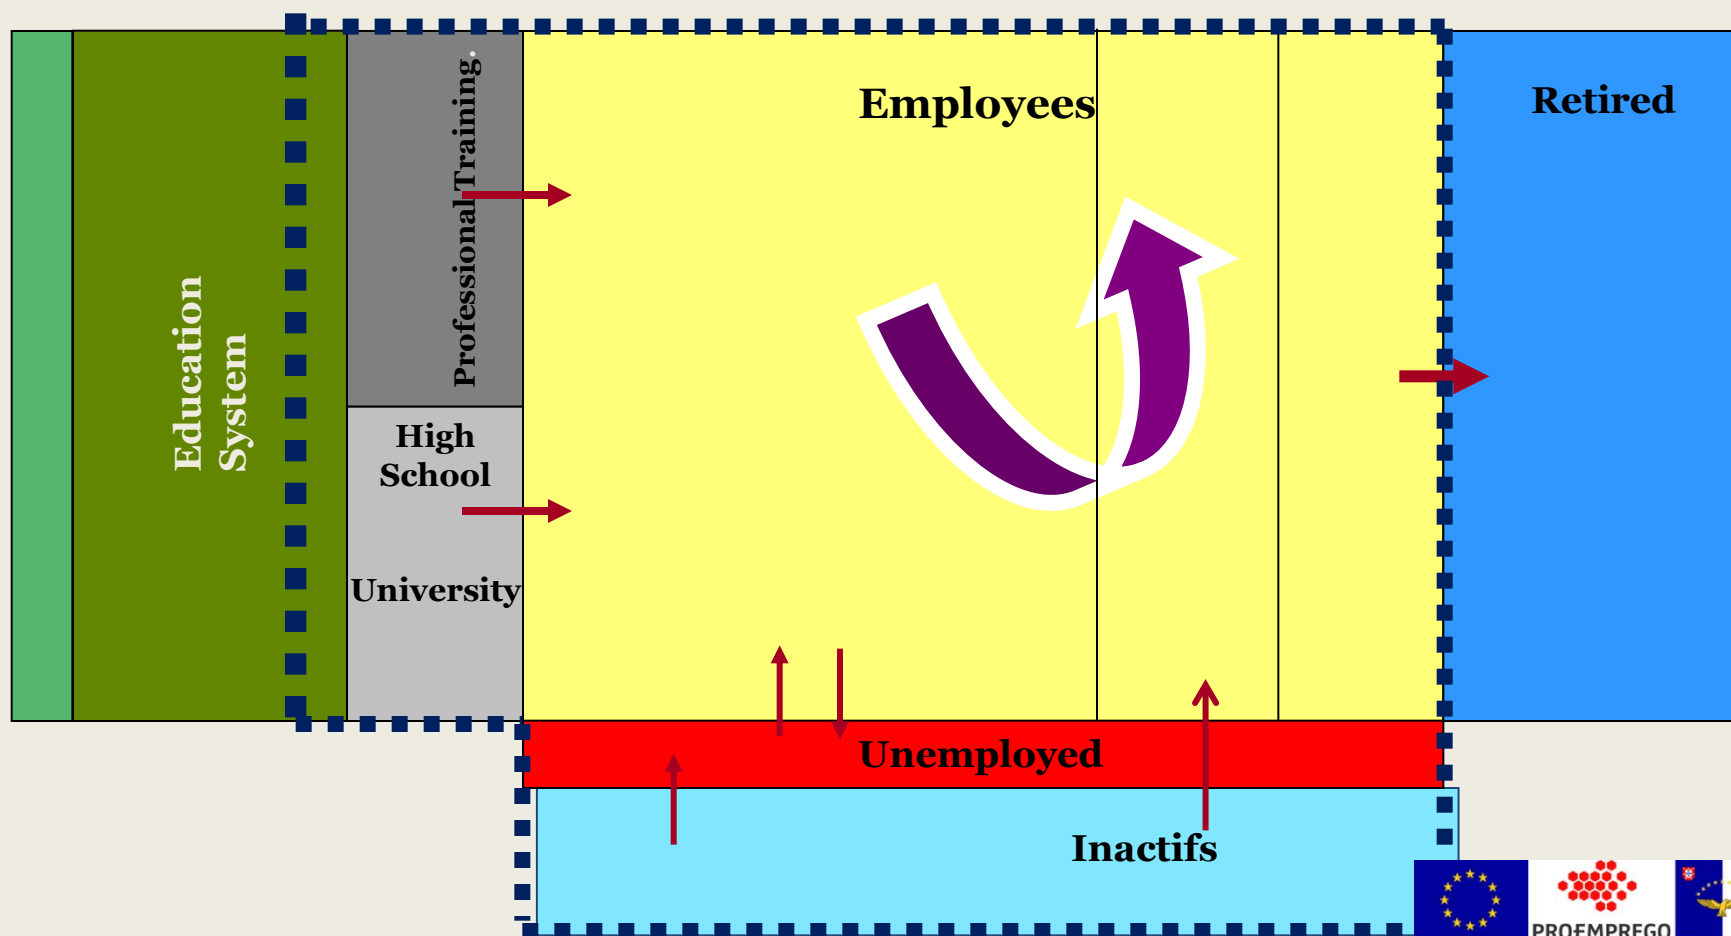 Education
System
Professional Training.
High
School
University
Employees
Retired
Unemployed
Inactifs
PROEMPREGO